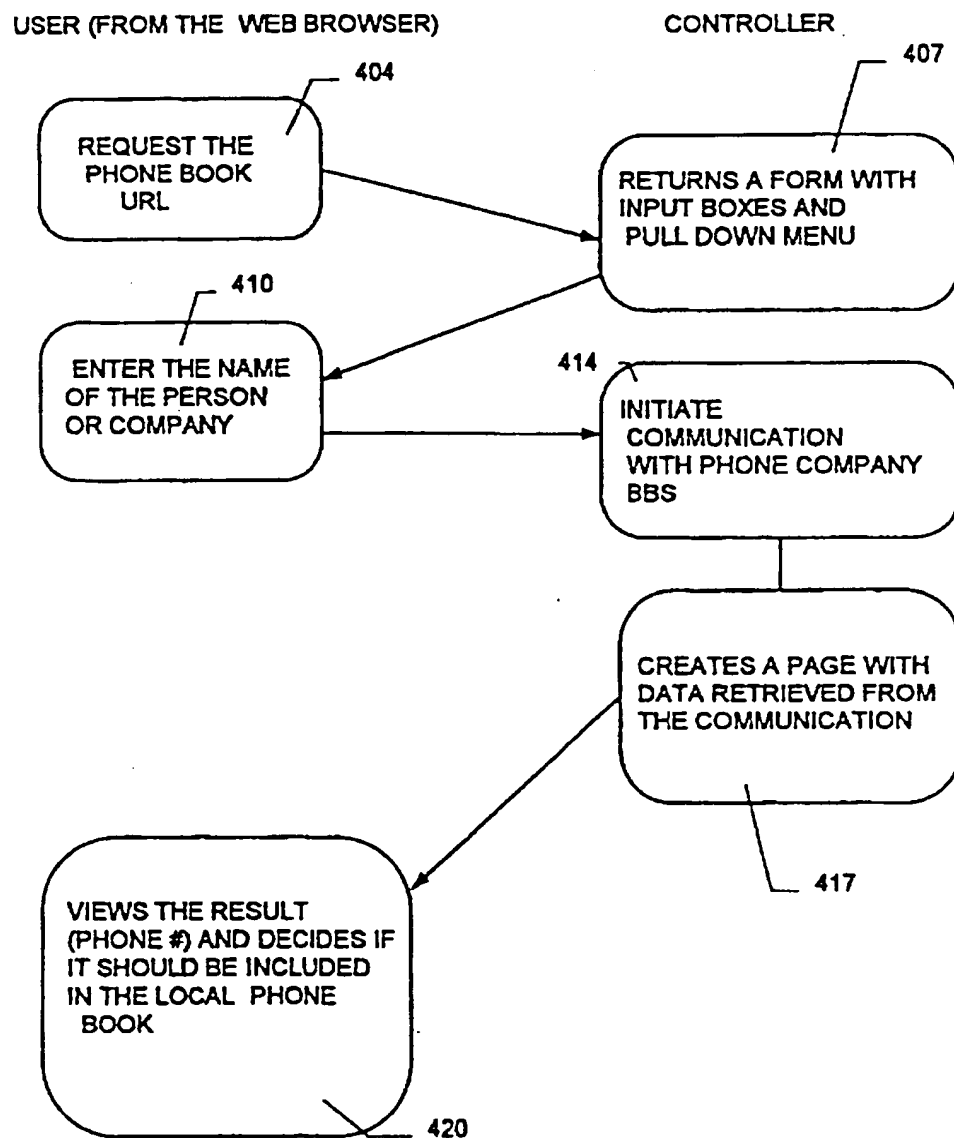 USER (FROM THE WEB BROWSER)
CONTROLLER
404
407
REQUEST THE
PHONE BOOK
URL
RETURNS A FORM WITH
INPUT BOXES AND
PULL DOWN MENU
410
ENTER THE NAME
OF THE PERSON
OR COMPANY
414
INITIATE
COMMUNICATION
WITH PHONE COMPANY
BBS
CREATES A PAGE WITH
DATA RETRIEVED FROM
THE COMMUNICATION
417
VIEWS THE RESULT
(PHONE #) AND DECIDES IF
IT SHOULD BE INCLUDED
IN THE LOCAL PHONE
BOOK
420